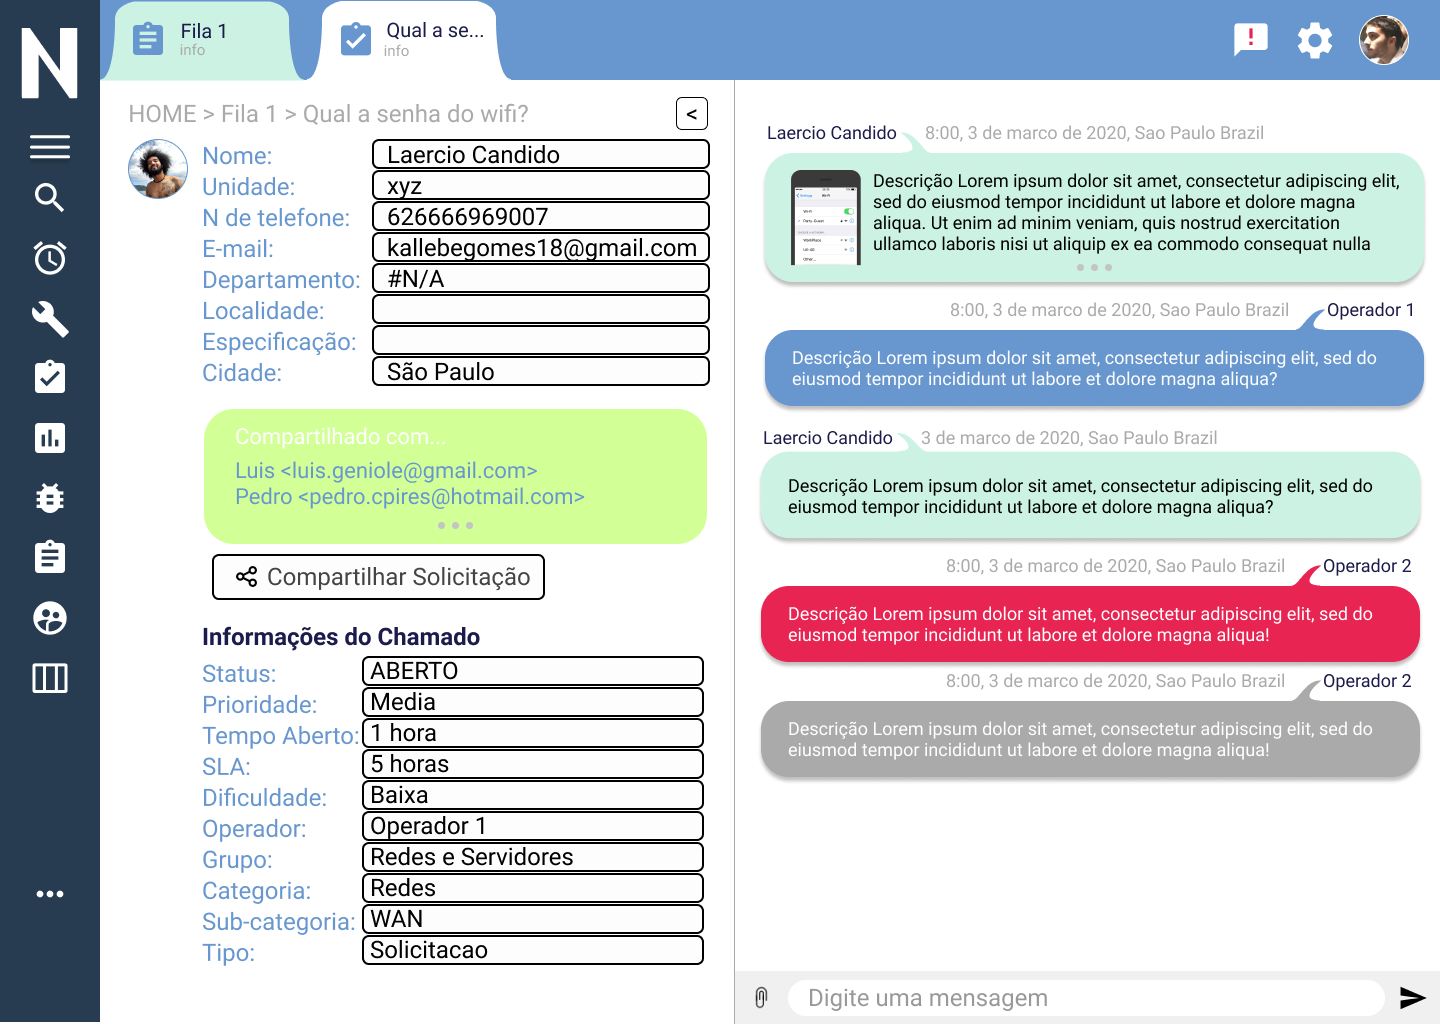 N
Fila 1
info
Qual a se...
info
!
HOME > Fila 1 > Qual a senha do wifi?
<
Nome: Laercio Candido
Unidade: xyz
N de telefone: 626666969007
E-mail: kallebegomes18@gmail.com
Departamento: #N/A
Localidade:
Especificação:
Cidade: São Paulo
Compartilhado com...
Luis <luis.geniole@gmail.com>
Pedro <pedro.cpires@hotmail.com>
Compartilhar Solicitação
Informações do Chamado
Status: ABERTO
Prioridade: Media
Tempo Aberto: 1 hora
SLA: 5 horas
Dificuldade: Baixa
Operador: Operador 1
Grupo: Redes e Servidores
Categoria: Redes
Sub-categoria: WAN
Tipo: Solicitacao
Laercio Candido 8:00, 3 de marco de 2020, Sao Paulo Brazil
Descrição Lorem ipsum dolor sit amet, consectetur adipiscing elit,
sed do eiusmod tempor incididunt ut labore et dolore magna
aliqua. Ut enim ad minim veniam, quis nostrud exercitation
ullamco laboris nisi ut aliquip ex ea commodo consequat nulla
8:00, 3 de marco de 2020, Sao Paulo Brazil Operador 1
Descrição Lorem ipsum dolor sit amet, consectetur adipiscing elit, sed do
eiusmod tempor incididunt ut labore et dolore magna aliqua?
Laercio Candido 3 de marco de 2020, Sao Paulo Brazil
Descrição Lorem ipsum dolor sit amet, consectetur adipiscing elit, sed do
eiusmod tempor incididunt ut labore et dolore magna aliqua?
8:00, 3 de marco de 2020, Sao Paulo Brazil Operador 2
Descrição Lorem ipsum dolor sit amet, consectetur adipiscing elit, sed do
eiusmod tempor incididunt ut labore et dolore magna aliqua!
8:00, 3 de marco de 2020, Sao Paulo Brazil Operador 2
Descrição Lorem ipsum dolor sit amet, consectetur adipiscing elit, sed do
eiusmod tempor incididunt ut labore et dolore magna aliqua!
Digite uma mensagem